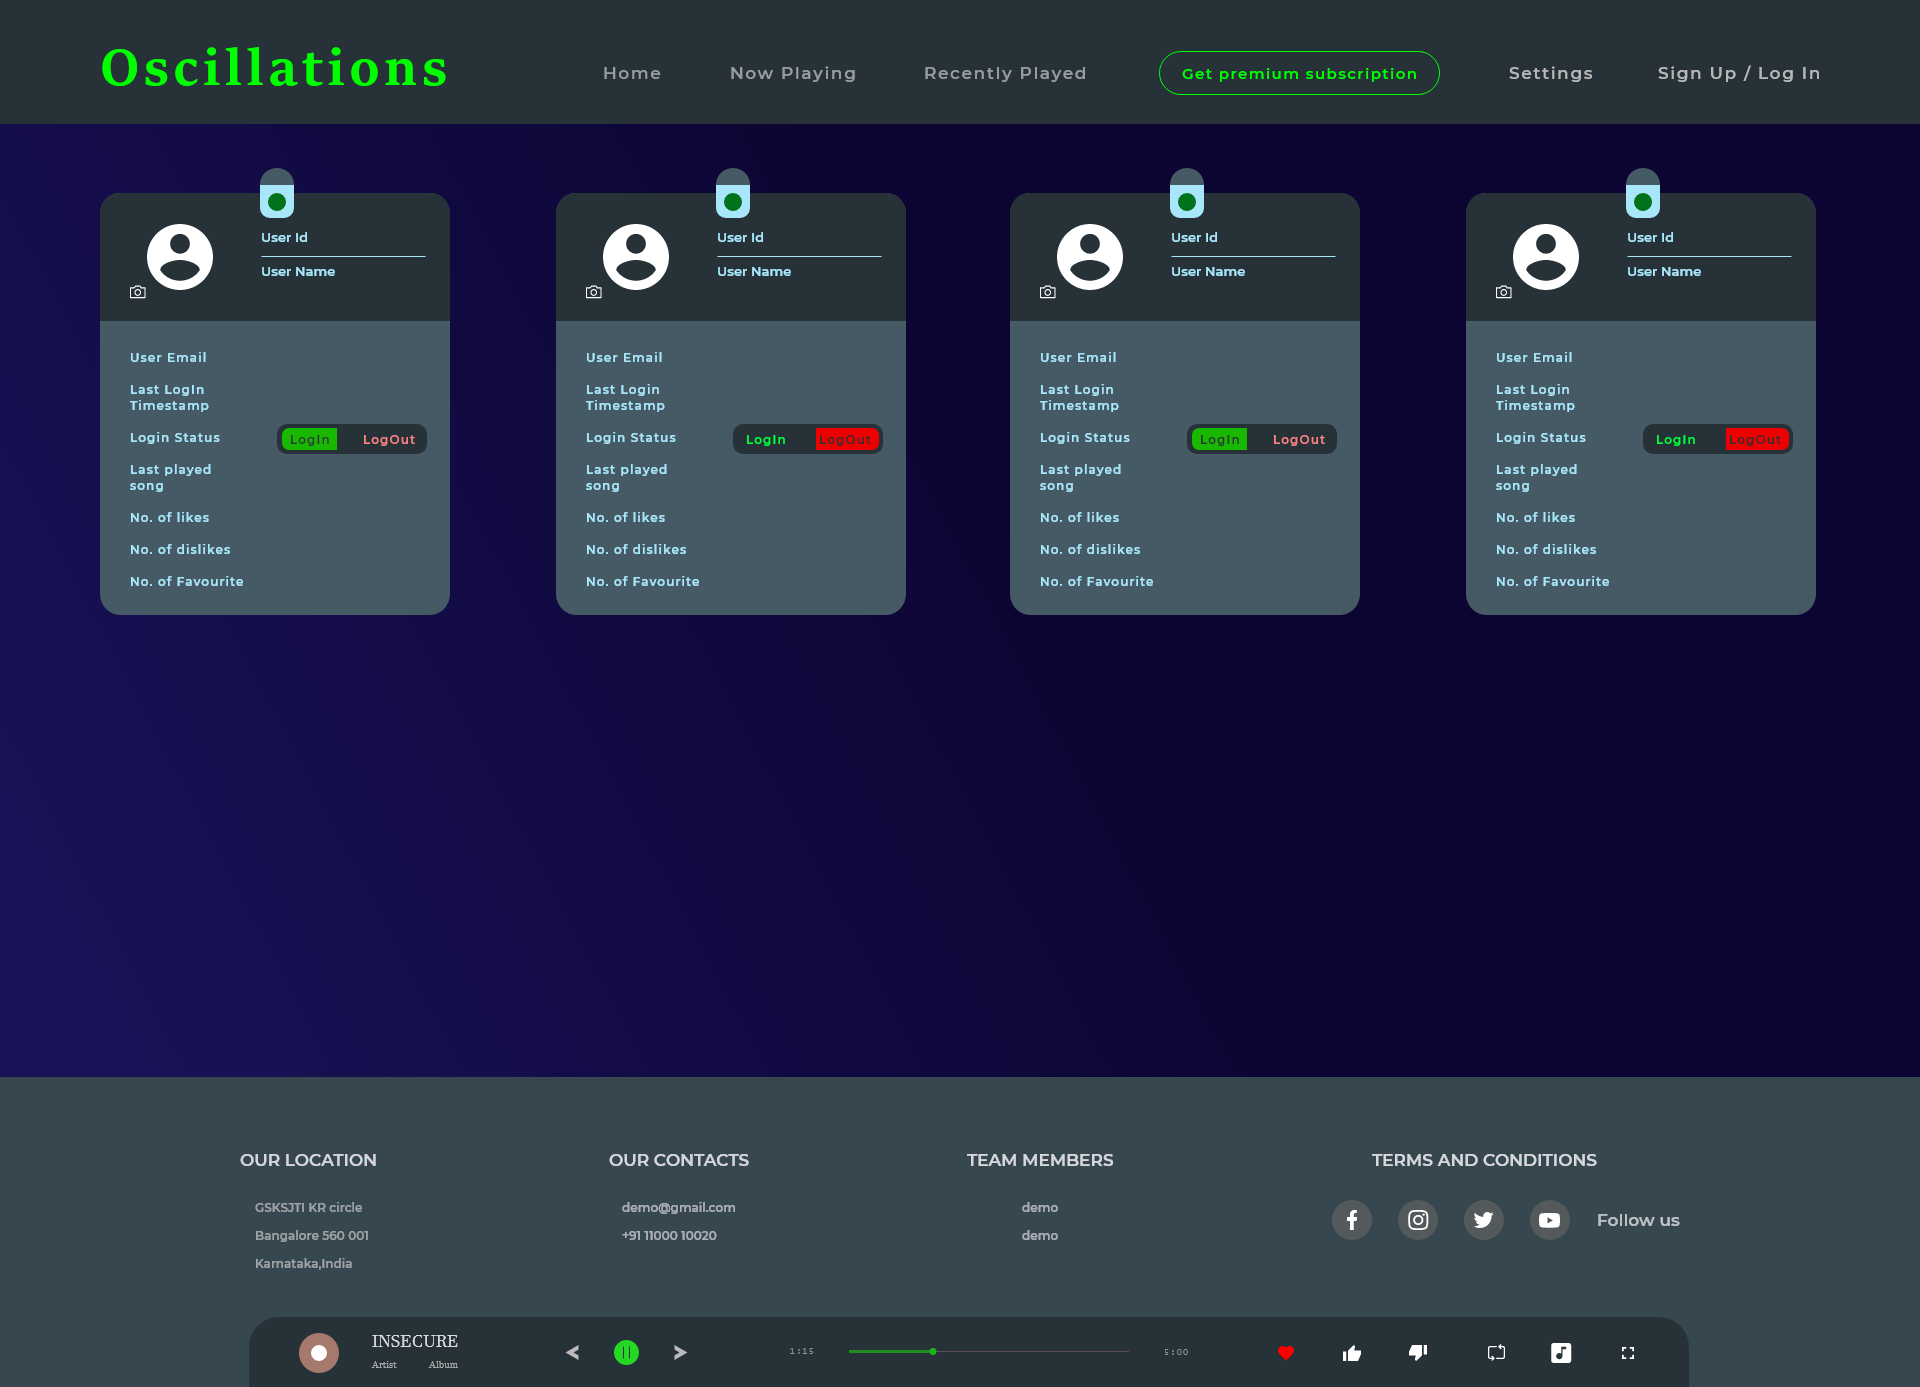 Oscillations
Home
Now Playing
Recently Played
Get premium subscription
Settings
Sign Up / Log In
User Id
User Name
User Email
Last LogIn
Timestamp
Login Status
LogIn
LogOut
Last played
song
No. of likes
No. of dislikes
No. of Favourite
User Id
User Name
User Email
Last Login
Timestamp
Login Status
LogIn
LogOut
Last played
song
No. of likes
No. of dislikes
No. of Favourite
User Id
User Name
User Email
Last Login
Timestamp
Login Status
LogIn
LogOut
Last played
song
No. of likes
No. of dislikes
No. of Favourite
User Id
User Name
User Email
Last Login
Timestamp
Login Status
LogIn
LogOut
Last played
song
No. of likes
No. of dislikes
No. of Favourite
OUR LOCATION
GSKSJTI KR circle
Bangalore 560 001
Karnataka,India
OUR CONTACTS
demo@gmail.com
+91 11000 10020
TEAM MEMBERS
demo
demo
TERMS AND CONDITIONS
Follow us
INSECURE
Artist
Album
<
>
1:15
5:00